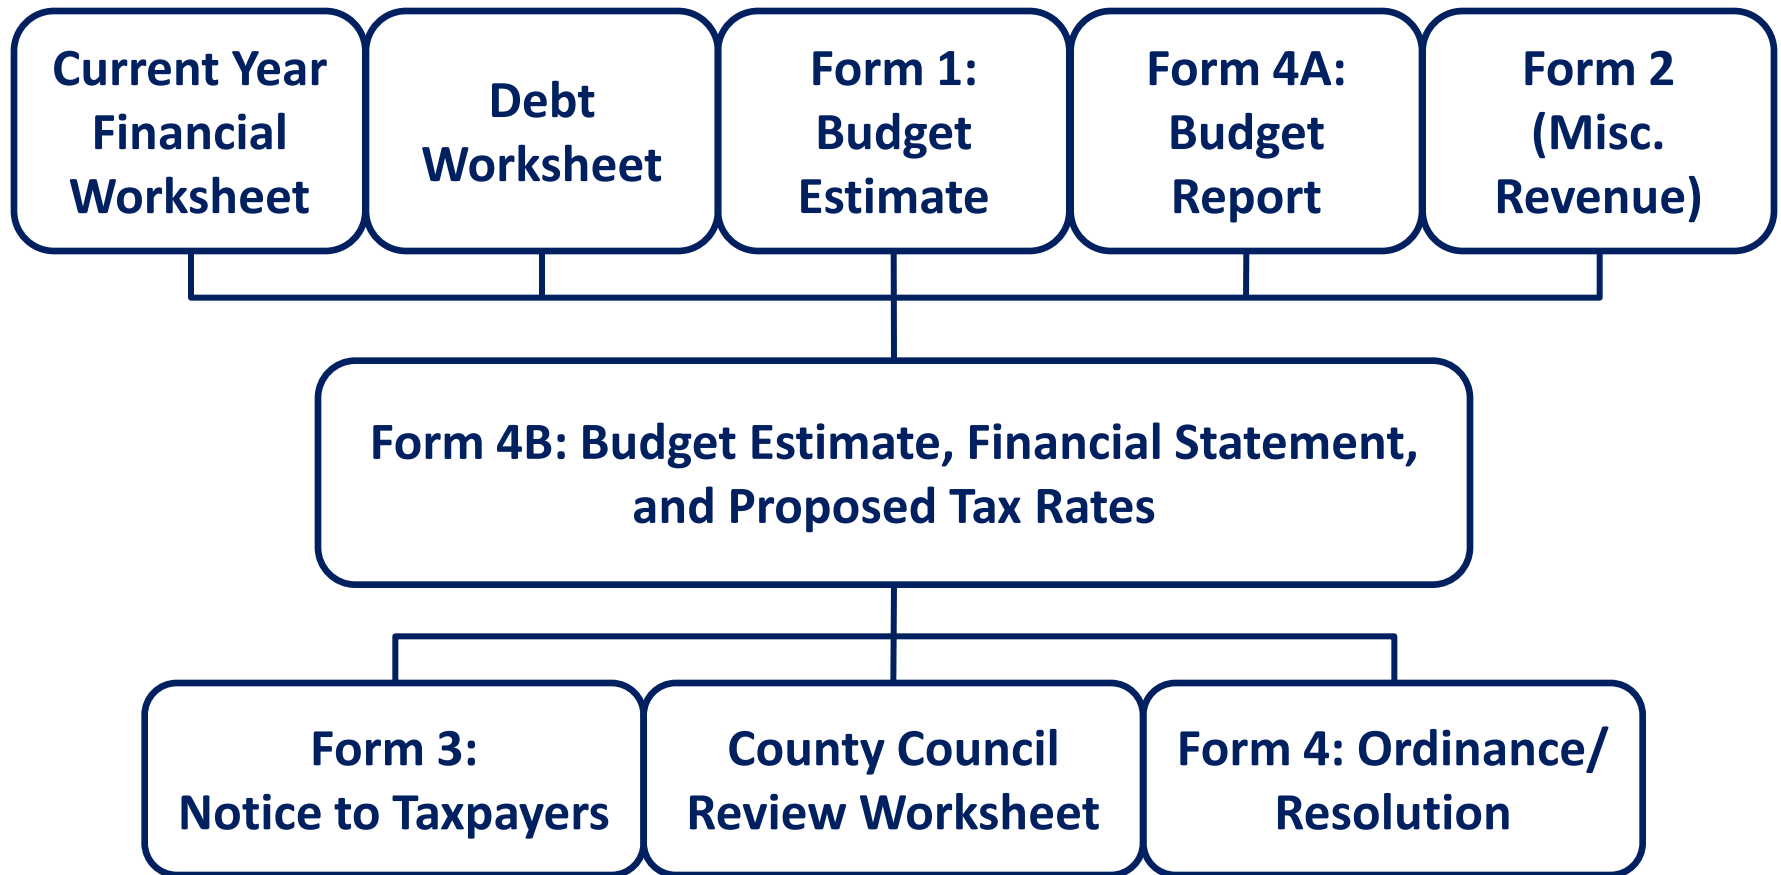 Current Year
Financial
Worksheet
Debt
Worksheet
Form 1:
Budget
Estimate
Form 4A:
Budget
Report
Form 2
(Misc.
Revenue)
Form 4B: Budget Estimate, Financial Statement,
and Proposed Tax Rates
Form 3:
Notice to Taxpayers
County Council
Review Worksheet
Form 4: Ordinance/
Resolution